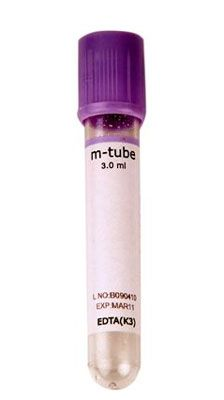 m-tube
3.0 ml
L NO:B090410
EXP:MAR11
EDTA(K3)